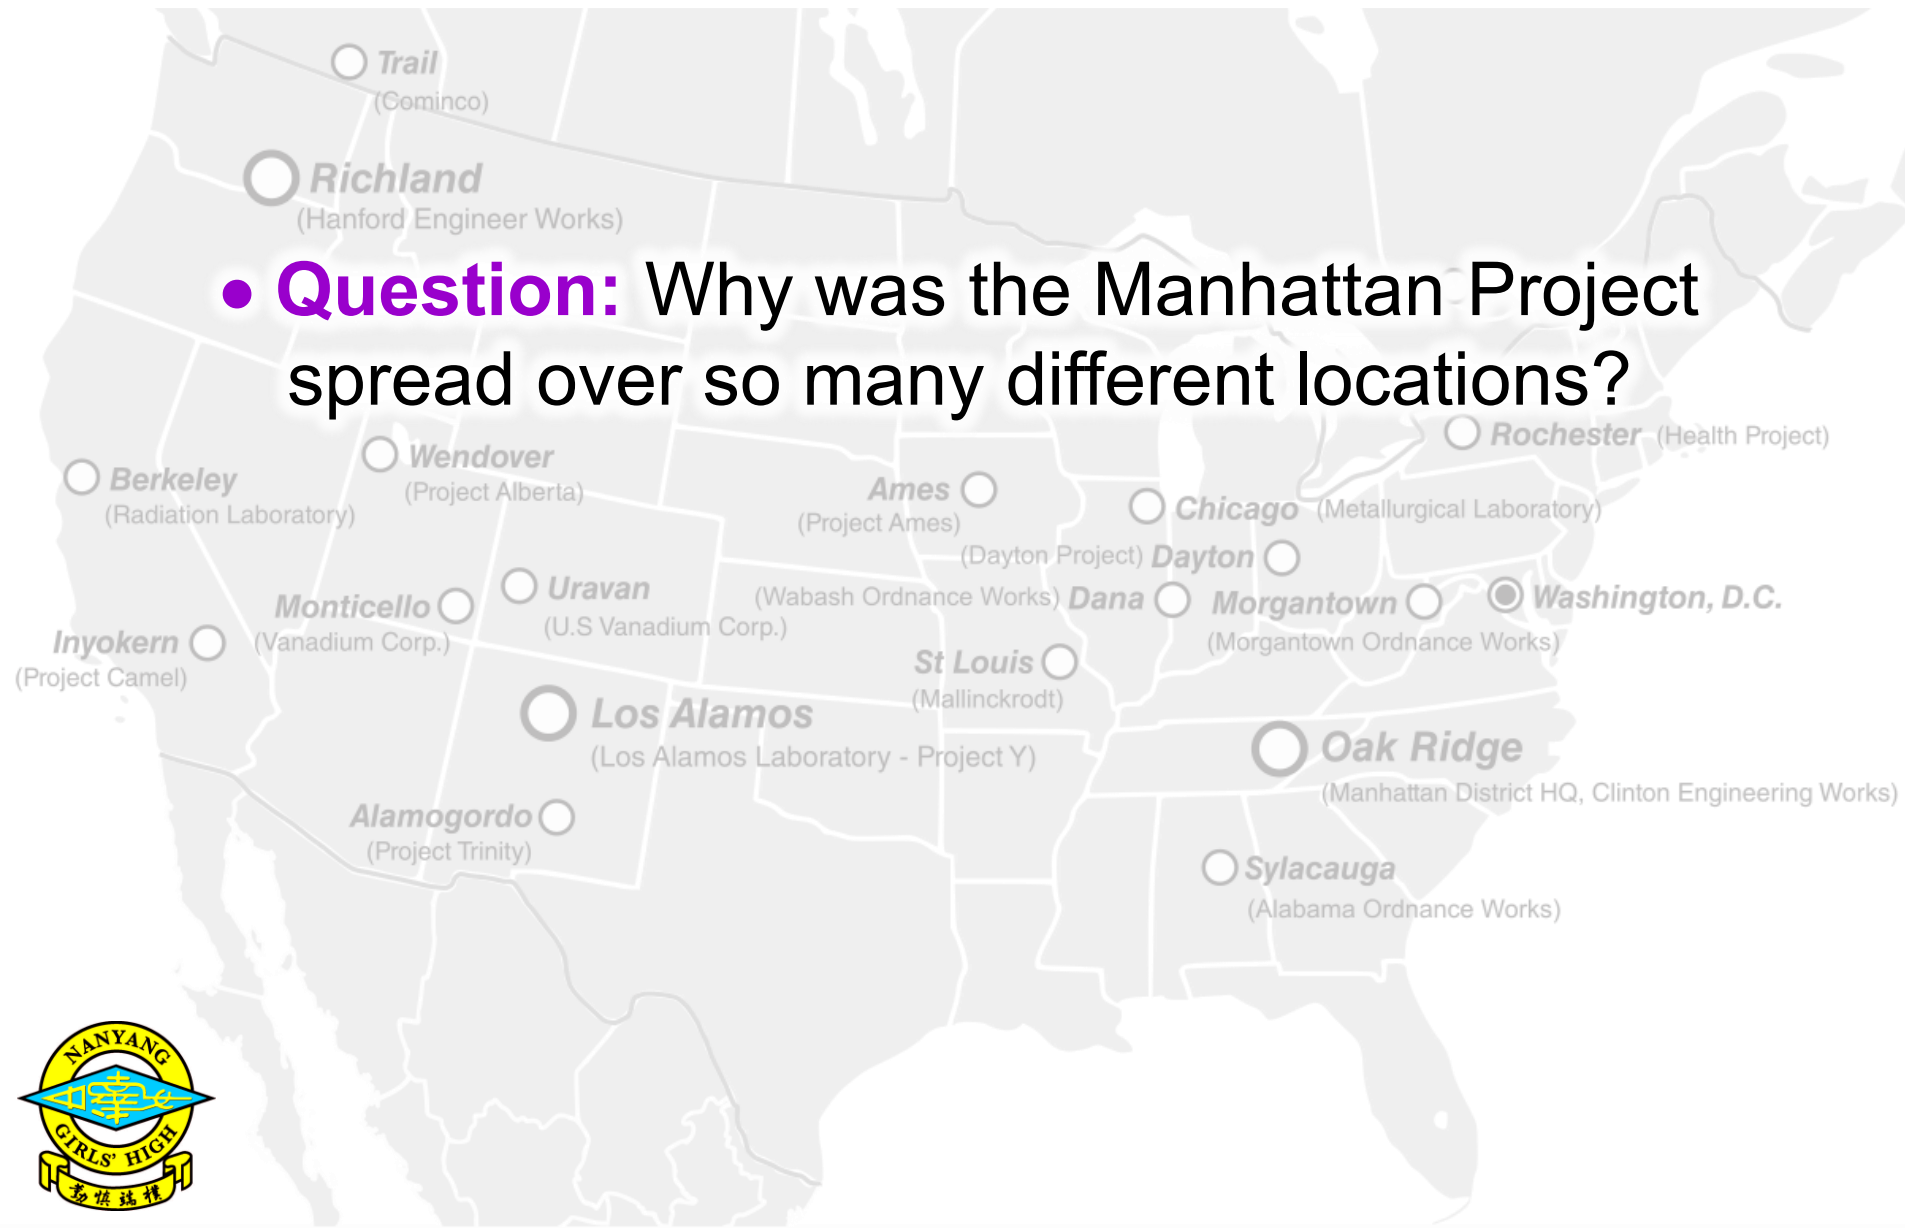 Trail
(Cominco)
Richland
(Hanford Engineer Works)
• Question: Why was the Manhattan Project
spread over so many different locations?
Rochester (Health Project)
Wendover
(Project Alberta)
Berkeley
(Radiation Laboratory)
Ames
(Project Ames)
Chicago (Metallurgical Laboratory)
(Dayton Project) Dayton
Uravan
(U.S Vanadium Corp.)
(Wabash Ordnance Works) Dana
Morgantown
(Morgantown Ordnance Works)
Washington, D.C.
Monticello
(Vanadium Corp.)
Inyokern
(Project Camel)
St Louis
(Mallinckrodt)
Los Alamos
(Los Alamos Laboratory - Project Y)
Oak Ridge
(Manhattan District HQ, Clinton Engineering Works)
Alamogordo
(Project Trinity)
Sylacauga
(Alabama Ordnance Works)
NANYANG
GIRLS' HIGH
勤慎端樸